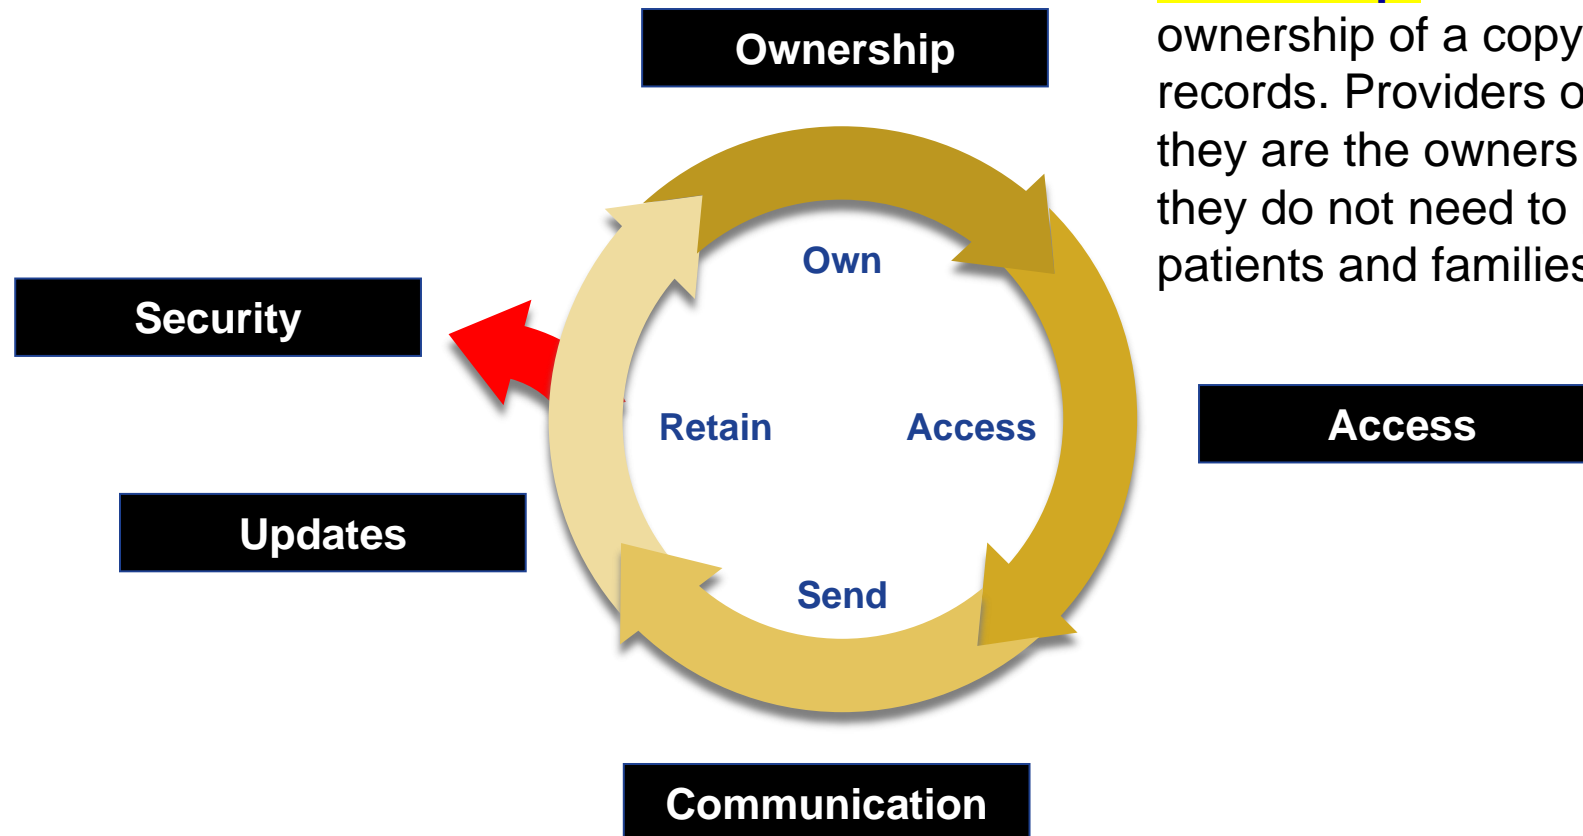 Ownership
ownership of a copy
records. Providers
they are the owners
they do not need to
patients and families
Own
Security
Retain
Access
Access
Updates
Send
Communication